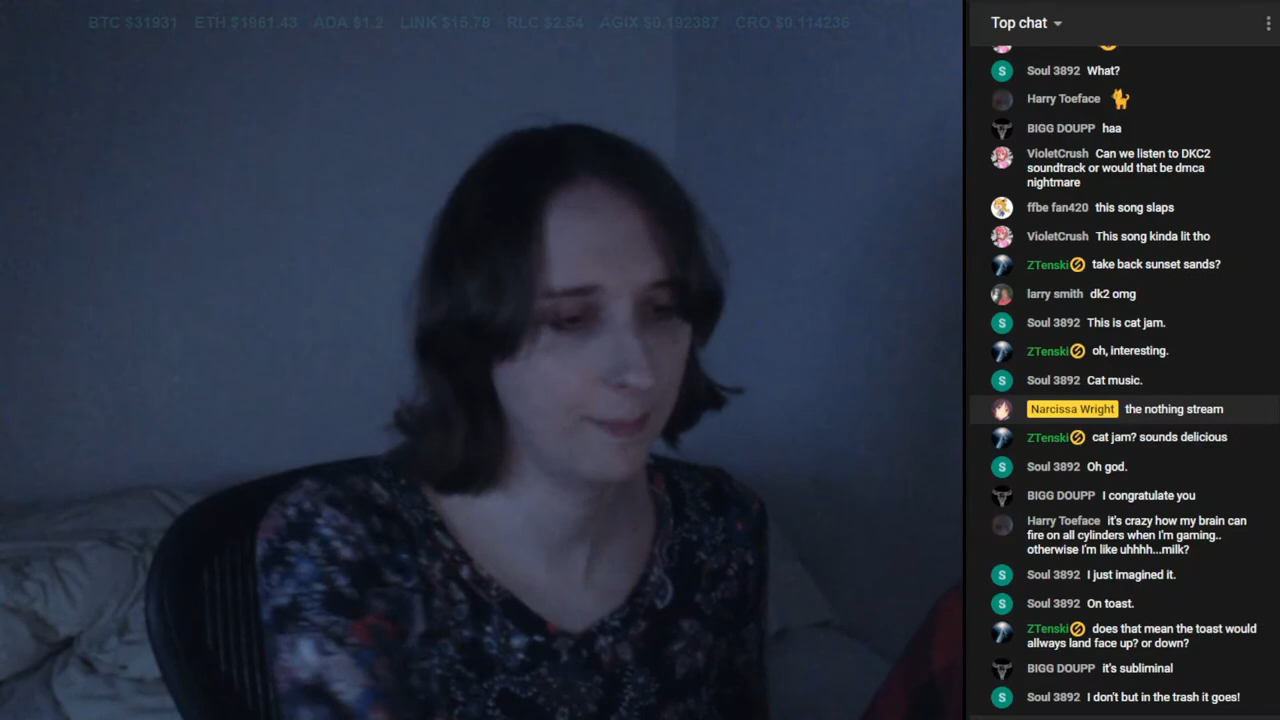 BTC $31931 ETH $1961.43 ADA $1.2 LINK $15.78 RLC $2.54 AGIX $0.192387 CRO $0.114236
Top chat
S Soul 3892 What?
Harry Toeface
BIGG DOUPP haa
VioletCrush Can we listen to DKC2
soundtrack or would that be dmca
nightmare
ffbe fan420 this song slaps
VioletCrush This song kinda lit tho
ZTenski take back sunset sands?
larry smith dk2 omg
S Soul 3892 This is cat jam.
ZTenski oh, interesting.
S Soul 3892 Cat music.
Narcissa Wright the nothing stream
ZTenski cat jam? sounds delicious
S Soul 3892 Oh god.
BIGG DOUPP I congratulate you
Harry Toeface it's crazy how my brain can
fire on all cylinders when I'm gaming..
otherwise I'm like uhhhh...milk?
S Soul 3892 I just imagined it.
S Soul 3892 On toast.
ZTenski does that mean the toast would
allways land face up? or down?
BIGG DOUPP it's subliminal
S Soul 3892 I don't but in the trash it goes!